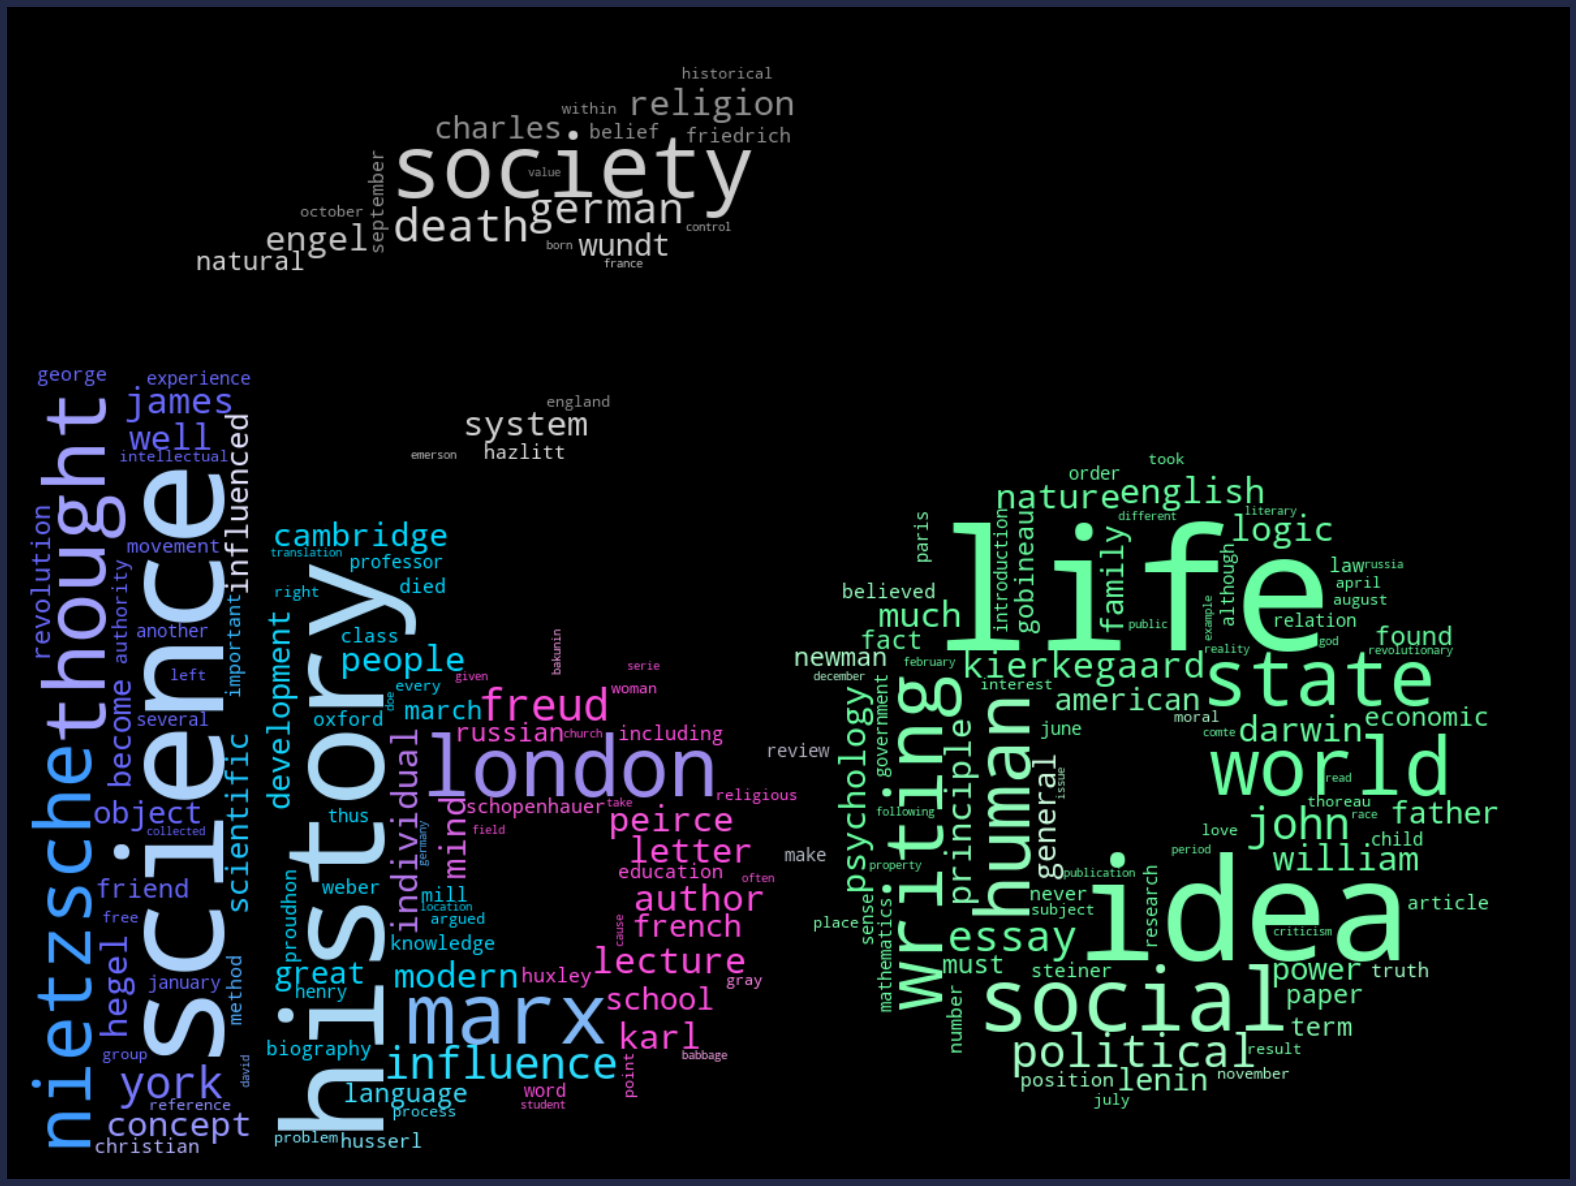 historical
within
religion
charles
belief
friedrich
society
september
value
october
death
german
control
engel
born
wundt
natural
france
george
experience
james
england
system
well
influenced
intellectual
emerson
hazlitt
thought
science
revolution
movement
authority
important
another
left
become
several
scientific
nietzsche
object
collected
friend
free
hegel
january
method
group
david
york
reference
concept
christian
cambridge
translation
professor
right
died
history
development
class
people
every
doe
oxford
march
thus
weber
proudhon
mill
location
argued
knowledge
great
henry
modern
marx
biography
influence
language
process
problem
husserl
germany
individual
mind
bakunin
serie
given
woman
freud
russian
church
including
london
religious
schopenhauer
take
field
peirce
letter
education
often
author
cause
french
lecture
huxley
gray
school
karl
babbage
point
word
student
review
make
took
order
nature
english
different
literary
logic
paris
introduction
gobineau
family
life
although
law
russia
april
august
believed
much
public
example
relation
god
found
fact
reality
revolutionary
newman
february
kierkegaard
december
interest
state
american
psychology
government
writing
principle
human
june
moral
comte
darwin
economic
world
read
general
issue
following
thoreau
race
father
john
love
child
period
william
property
publication
idea
research
never
subject
article
place
sense
mathematics
essay
criticism
must
steiner
power
truth
number
social
paper
term
political
result
position
lenin
november
july